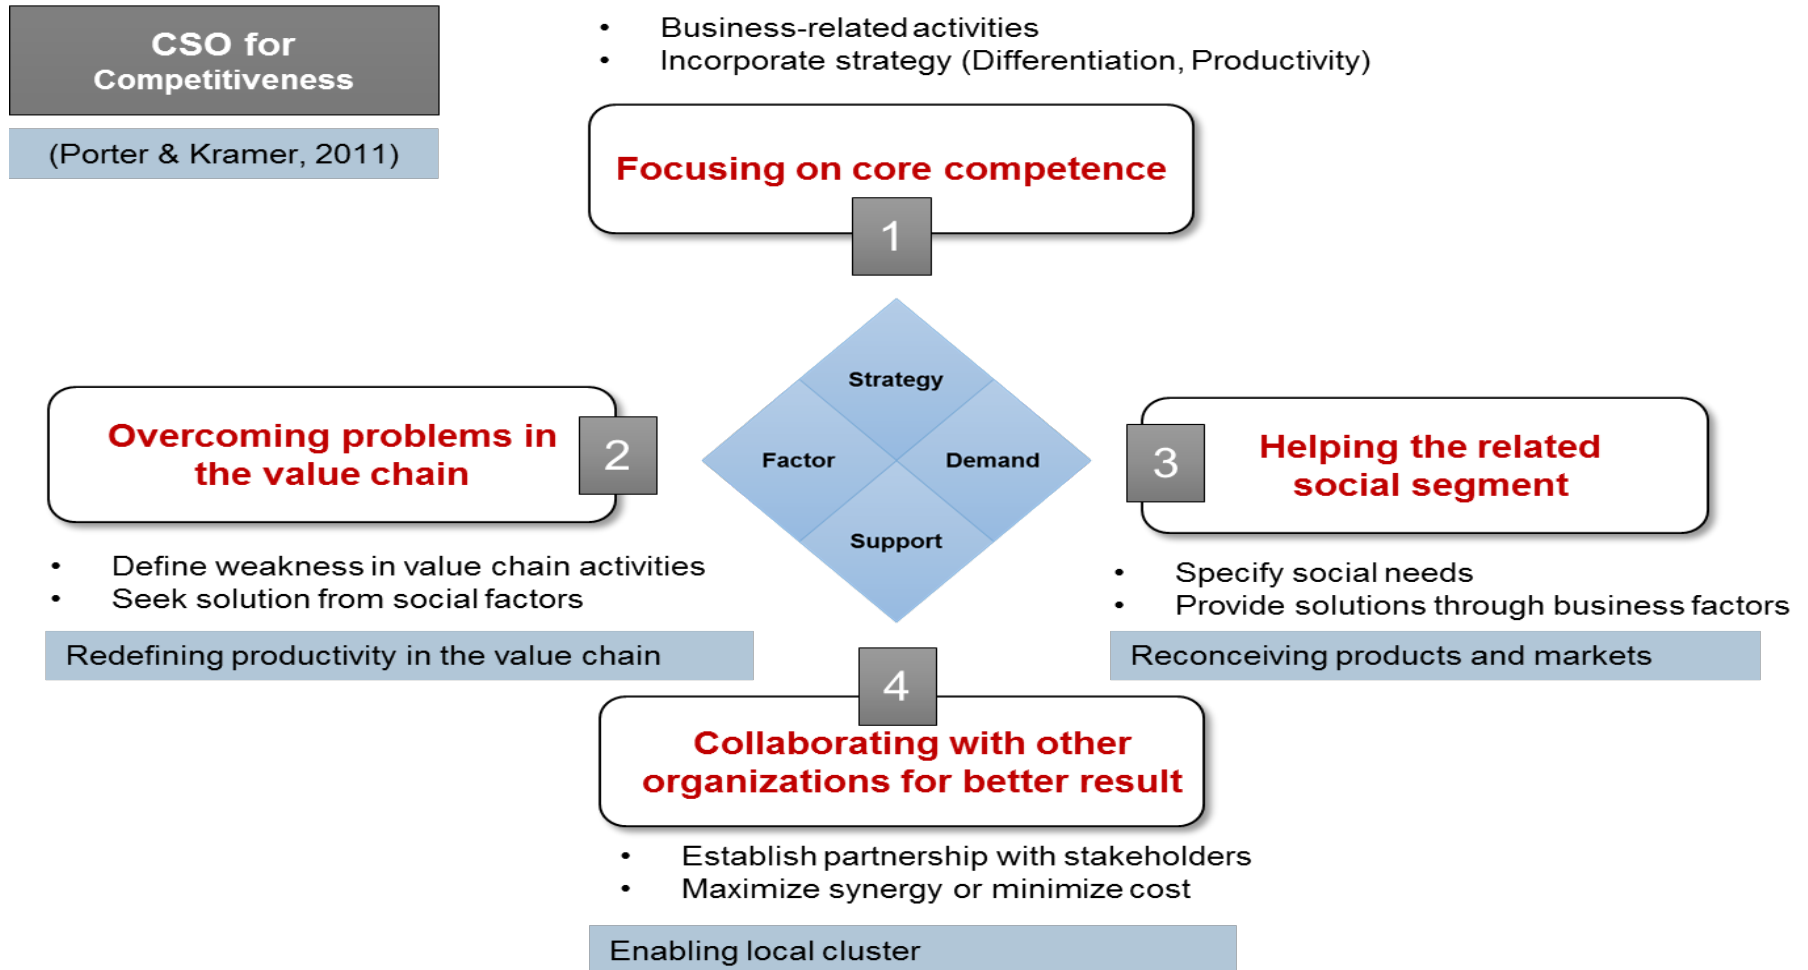 CSO for
Competitiveness
(Porter & Kramer, 2011)
• Business-related activities
• Incorporate strategy (Differentiation, Productivity)
Focusing on core competence
1
Strategy
Factor
Demand
Support
Overcoming problems in
the value chain
2
• Define weakness in value chain activities
• Seek solution from social factors
Redefining productivity in the value chain
3
Helping the related
social segment
• Specify social needs
• Provide solutions through business factors
Reconceiving products and markets
4
Collaborating with other
organizations for better result
• Establish partnership with stakeholders
• Maximize synergy or minimize cost
Enabling local cluster